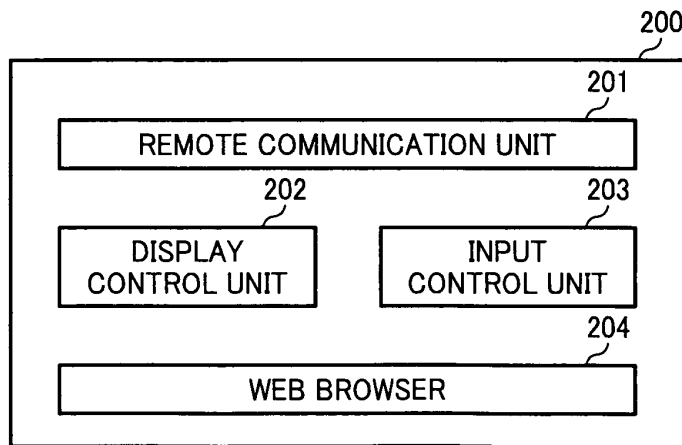 200
201
REMOTE COMMUNICATION UNIT
202
203
DISPLAY
CONTROL UNIT
INPUT
CONTROL UNIT
204
WEB BROWSER